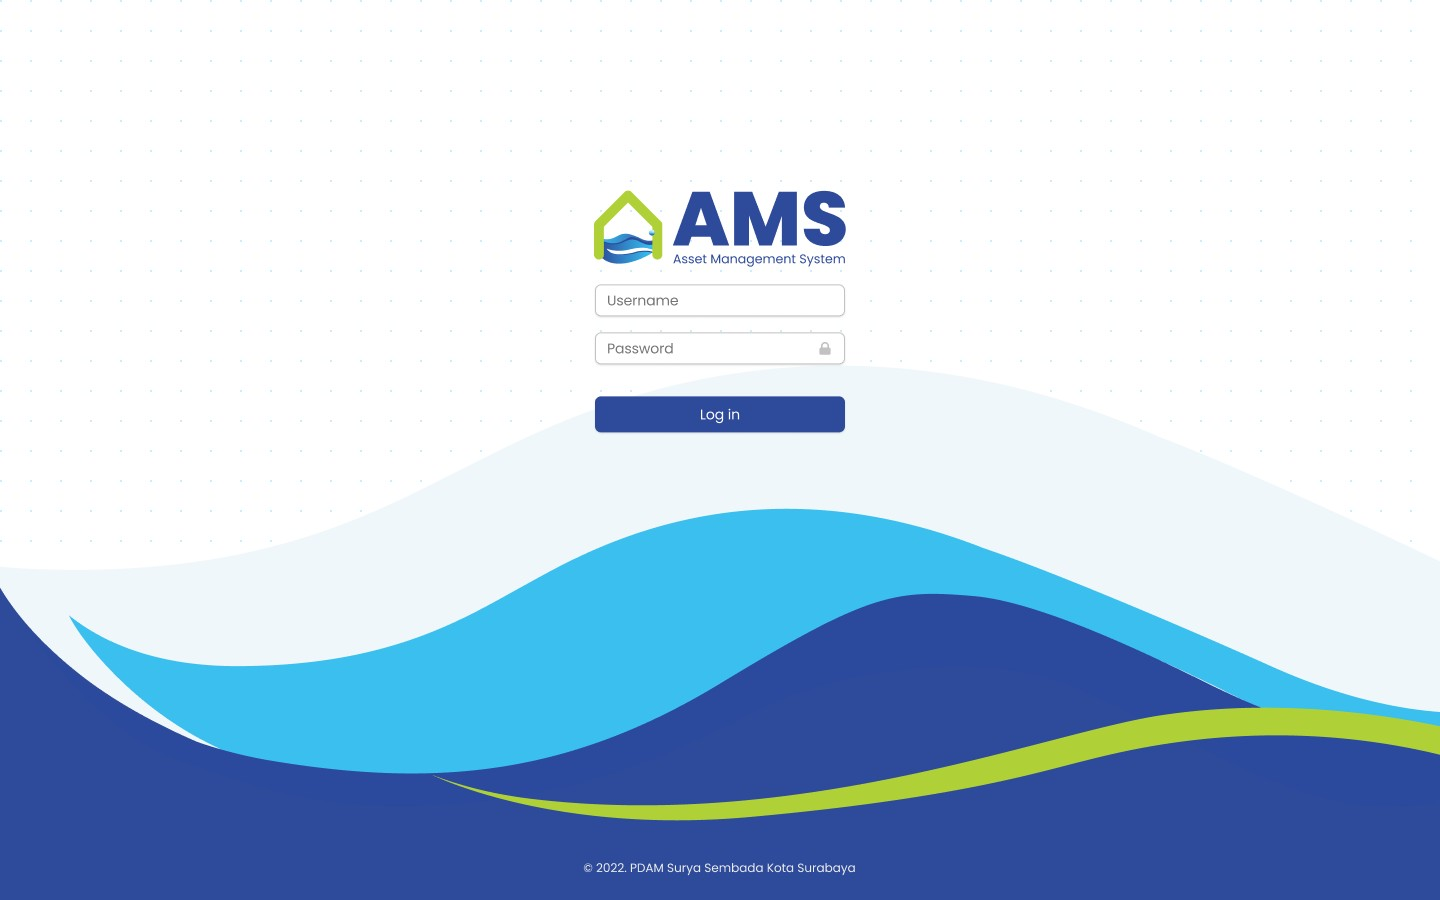 AMS
Asset Management System
Username
Password
Log in
© 2022. PDAM Surya Sembada Kota Surabaya